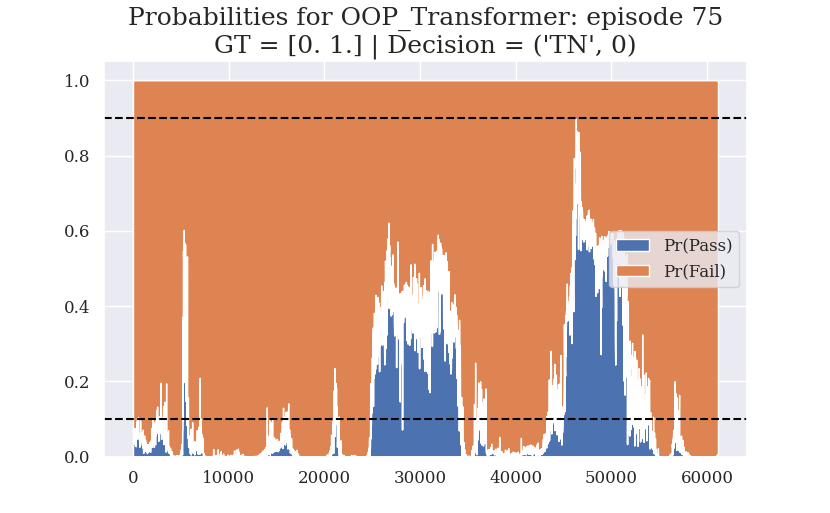 Probabilities for OOP_Transformer: episode 75
GT = [0. 1.] | Decision = ('TN', 0)
1.0
0.8
0.6
0.4
0.2
0.0
Pr(Pass)
Pr(Fail)
0 10000 20000 30000 40000 50000 60000